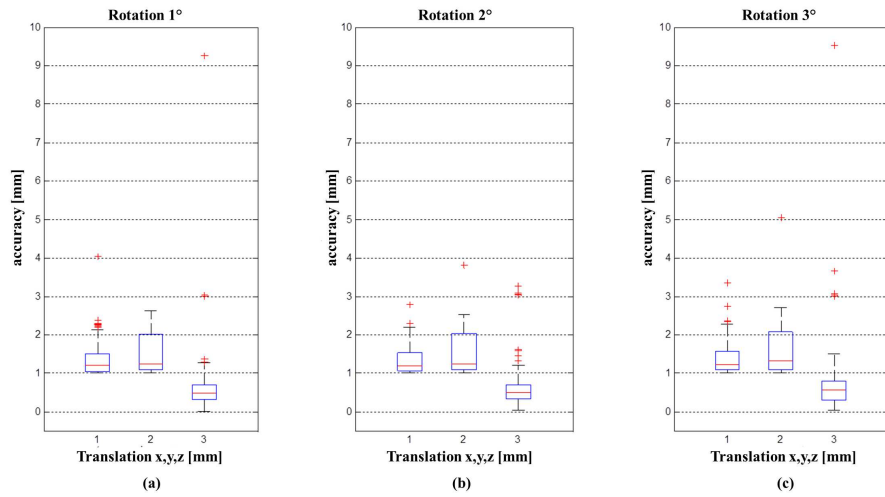 Rotation 1°
10
9
8
7
6
5
4
3
2
1
0
accuracy [mm]
1 2 3
Translation x,y,z [mm]
(a)
Rotation 2°
10
9
8
7
6
5
4
3
2
1
0
accuracy [mm]
1 2 3
Translation x,y,z [mm]
(b)
Rotation 3°
10
9
8
7
6
5
4
3
2
1
0
accuracy [mm]
1 2 3
Translation x,y,z [mm]
(c)